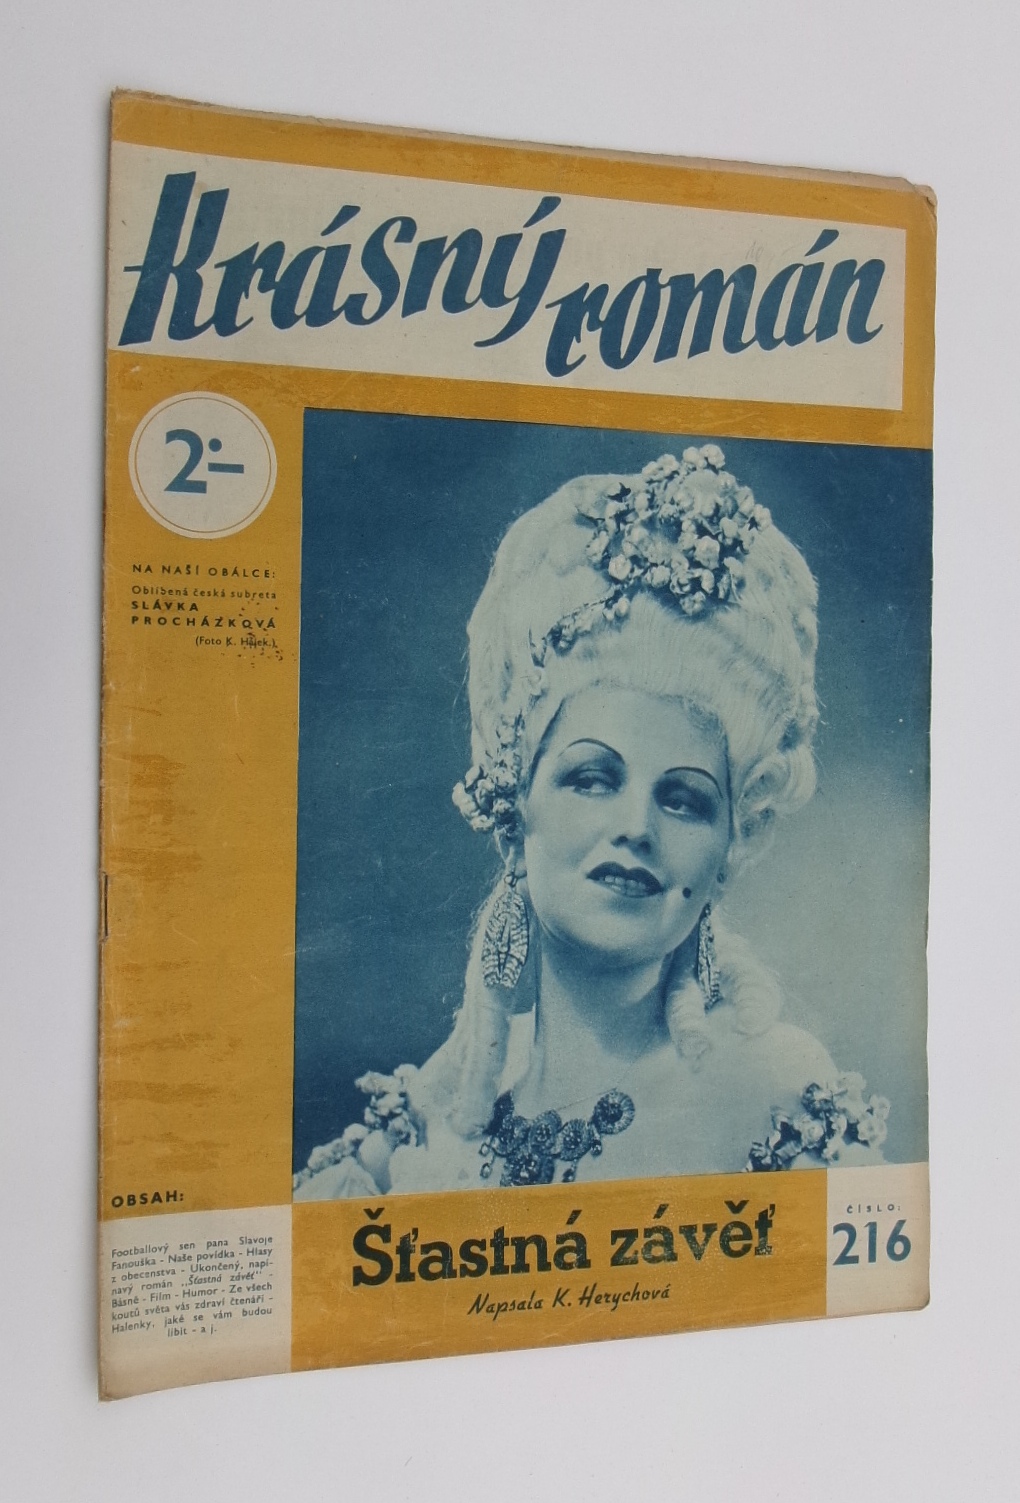 Krásný román
2·–
NA NAŠÍ OBÁLCE:
Oblíbená česká subreta
SLÁVKA
PROCHÁZKOVÁ
(Foto K. Hájek.)
OBSAH:
Footballový sen pana Slavoje
Fanouška - Naše povídka - Hlasy
z obecenstva - Ukončený, napí-
navý román „Šťastná závěť" -
Básně - Film - Humor - Ze všech
koutů světa vás zdraví čtenáři -
Halenky, jaké se vám budou
líbit - a j.
Šťastná závěť
Napsala K. Herychová
ČÍSLO:
216